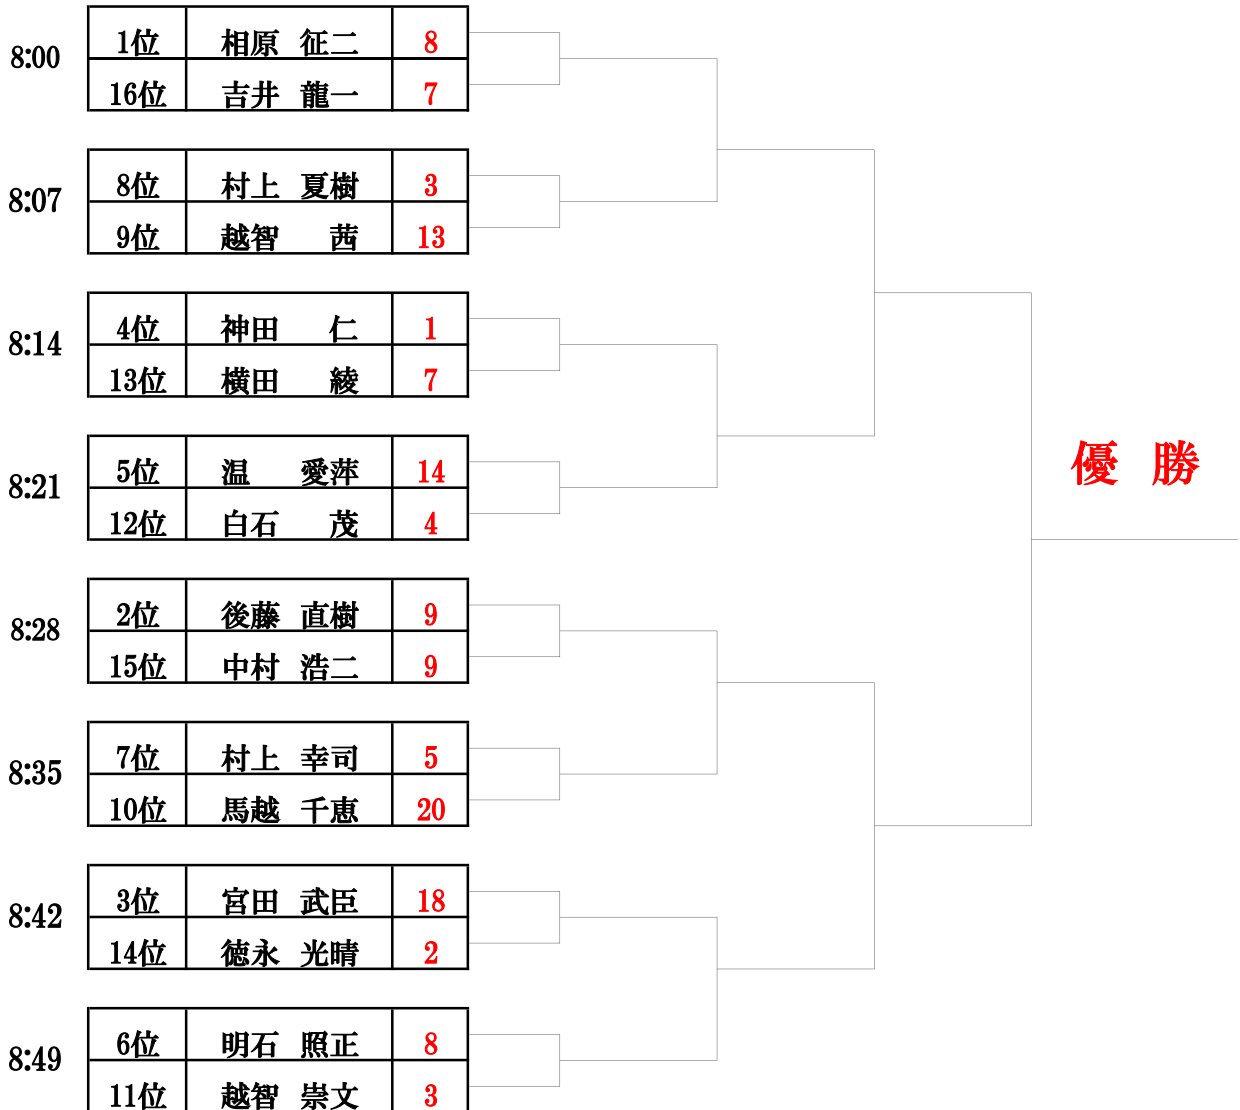 8:00 1位 相原 征二 8
16位 吉井 龍一 7
8:07 8位 村上 夏樹 3
9位 越智 茜 13
8:14 4位 神田 仁 1
13位 横田 綾 7
8:21 5位 温 愛萍 14
12位 白石 茂 4
優 勝
8:28 2位 後藤 直樹 9
15位 中村 浩二 9
8:35 7位 村上 幸司 5
10位 馬越 千恵 20
8:42 3位 宮田 武臣 18
14位 徳永 光晴 2
8:49 6位 明石 照正 8
11位 越智 崇文 3